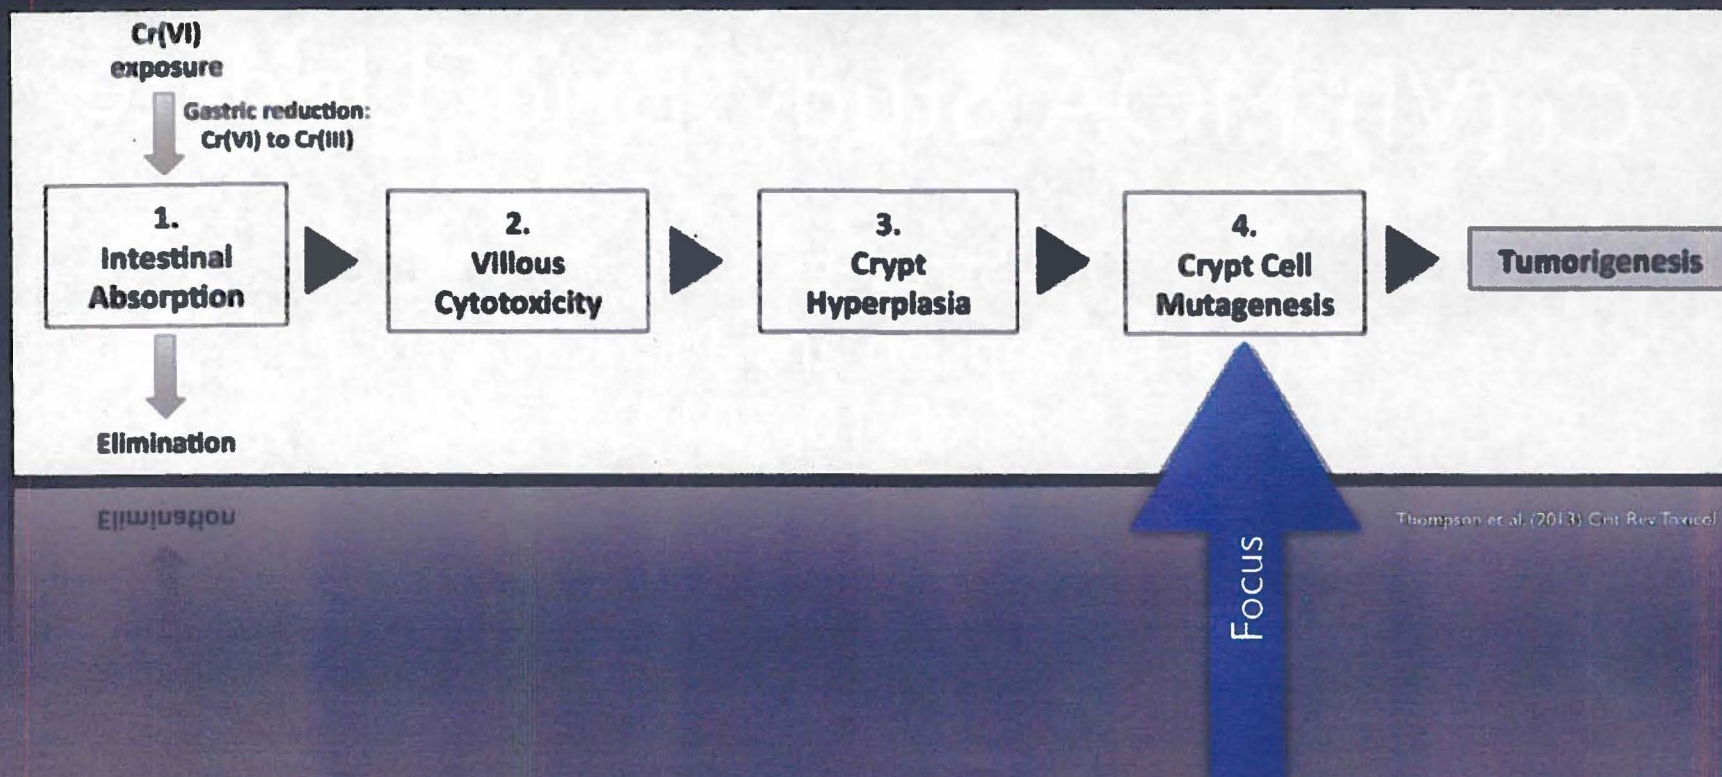 Cr(VI)
exposure
Gastric reduction:
Cr(VI) to Cr(III)
1.
Intestinal
Absorption
2.
Villous
Cytotoxicity
3.
Crypt
Hyperplasia
4.
Crypt Cell
Mutagenesis
Tumorigenesis
Elimination
Elimination
Thompson et al. (2013) Crit Rev Toxicol
Focus